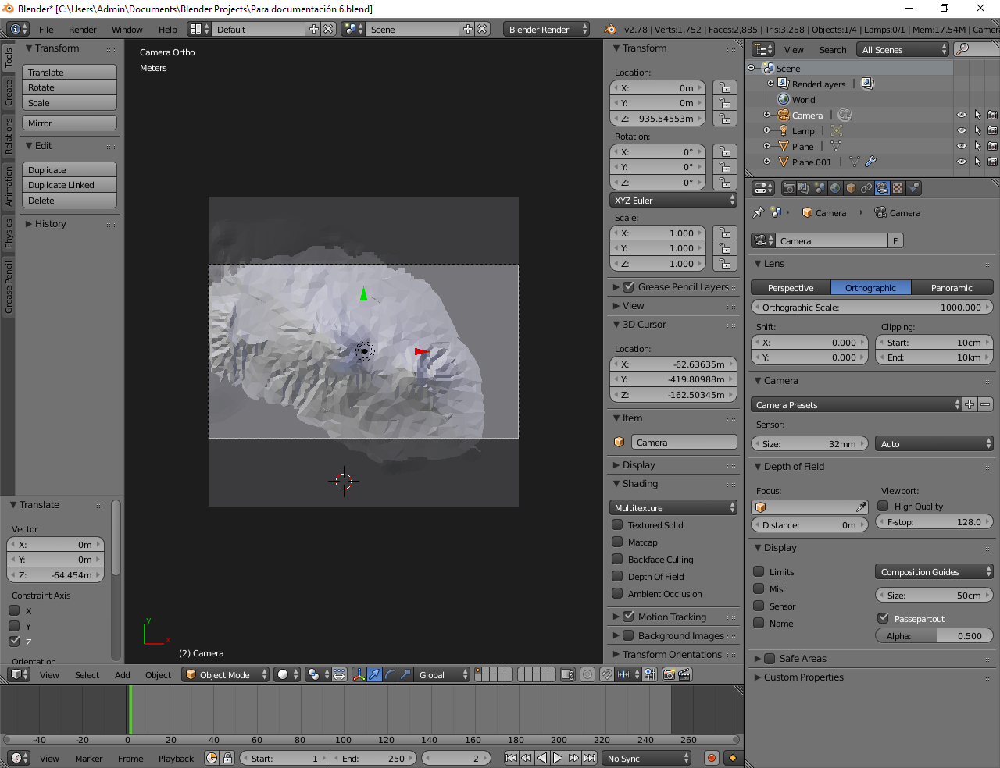 Blender* [C:\Users\Admin\Documents\Blender Projects\Para documentación 6.blend]
File Render Window Help Default Scene Blender Render v2.78 | Verts:1,752 | Faces:2,885 | Tris:3,258 | Objects:1/4 | Lamps:0/1 | Mem:17.54M | Camer
Tools
Create
Relations
Animation
Physics
Grease Pencil
Transform
Translate
Rotate
Scale
Mirror
Edit
Duplicate
Duplicate Linked
Delete
History
Translate
Vector
X: 0m
Y: 0m
Z: -64.454m
Constraint Axis
X
Y
Z
Orientation
Camera Ortho
Meters
y
x
(2) Camera
Transform
Location:
X: 0m
Y: 0m
Z: 935.54553m
Rotation:
X: 0°
Y: 0°
Z: 0°
XYZ Euler
Scale:
X: 1.000
Y: 1.000
Z: 1.000
Grease Pencil Layers
View
3D Cursor
Location:
X: -62.63635m
Y: -419.80988m
Z: -162.50345m
Item
Camera
Display
Shading
Multitexture
Textured Solid
Matcap
Backface Culling
Depth Of Field
Ambient Occlusion
Motion Tracking
Background Images
Transform Orientations
View Search All Scenes
Scene
RenderLayers
World
Camera
Lamp
Plane
Plane.001
Camera Camera
Camera F
Lens
Perspective Orthographic Panoramic
Orthographic Scale: 1000.000
Shift: Clipping:
X: 0.000 Start: 10cm
Y: 0.000 End: 10km
Camera
Camera Presets
Sensor:
Size: 32mm Auto
Depth of Field
Focus: Viewport:
High Quality
Distance: 0m F-stop: 128.0
Display
Limits Composition Guides
Mist Size: 50cm
Sensor Passepartout
Name Alpha: 0.500
Safe Areas
Custom Properties
View Select Add Object Object Mode Global
-40 -20 0 20 40 60 80 100 120 140 160 180 200 220 240 260
View Marker Frame Playback Start: 1 End: 250 2 No Sync